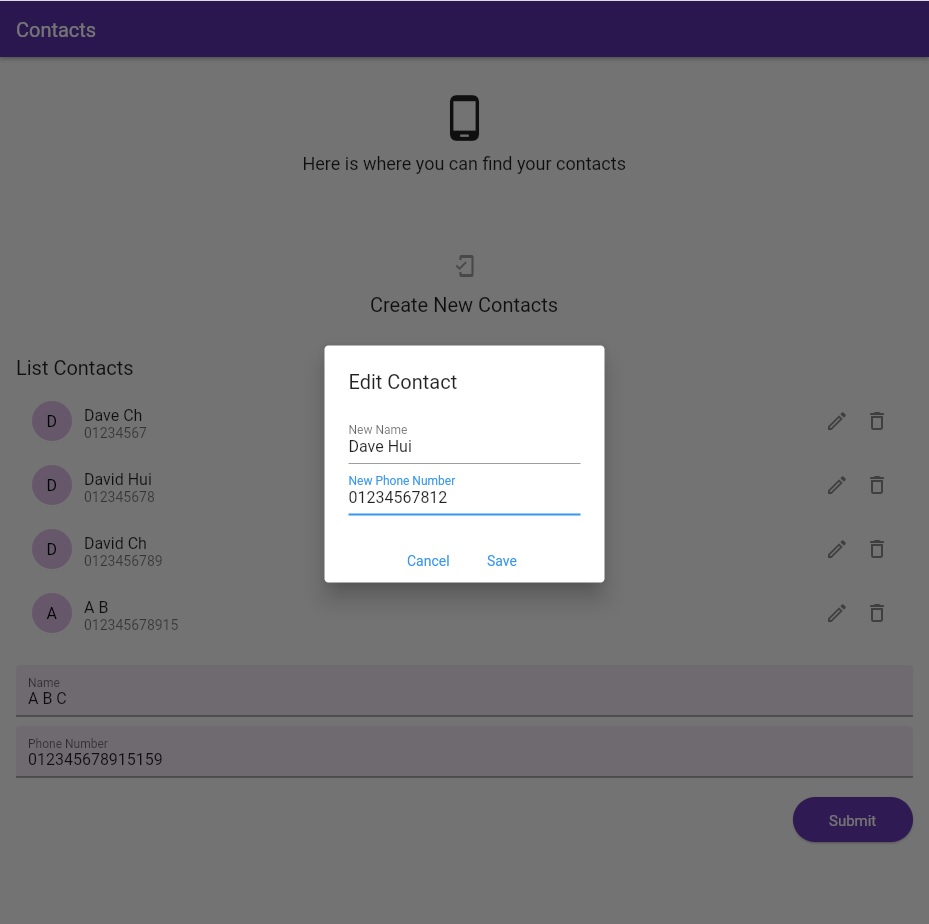 Contacts
Here is where you can find your contacts
Create New Contacts
List Contacts
D
Dave Ch
01234567
D
David Hui
012345678
D
David Ch
0123456789
A
A B
012345678915
Edit Contact
New Name
Dave Hui
New Phone Number
01234567812
Cancel Save
Name
A B C
Phone Number
012345678915159
Submit